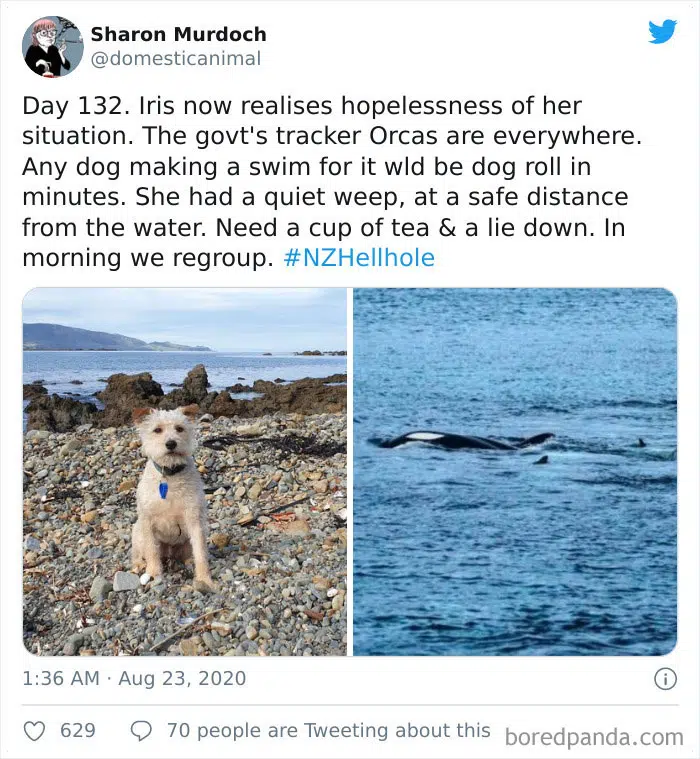 Sharon Murdoch
@domesticanimal
Day 132. Iris now realises hopelessness of her
situation. The govt's tracker Orcas are everywhere.
Any dog making a swim for it wld be dog roll in
minutes. She had a quiet weep, at a safe distance
from the water. Need a cup of tea & a lie down. In
morning we regroup. #NZHellhole
1:36 AM · Aug 23, 2020
629
70 people are Tweeting about this
boredpanda.com